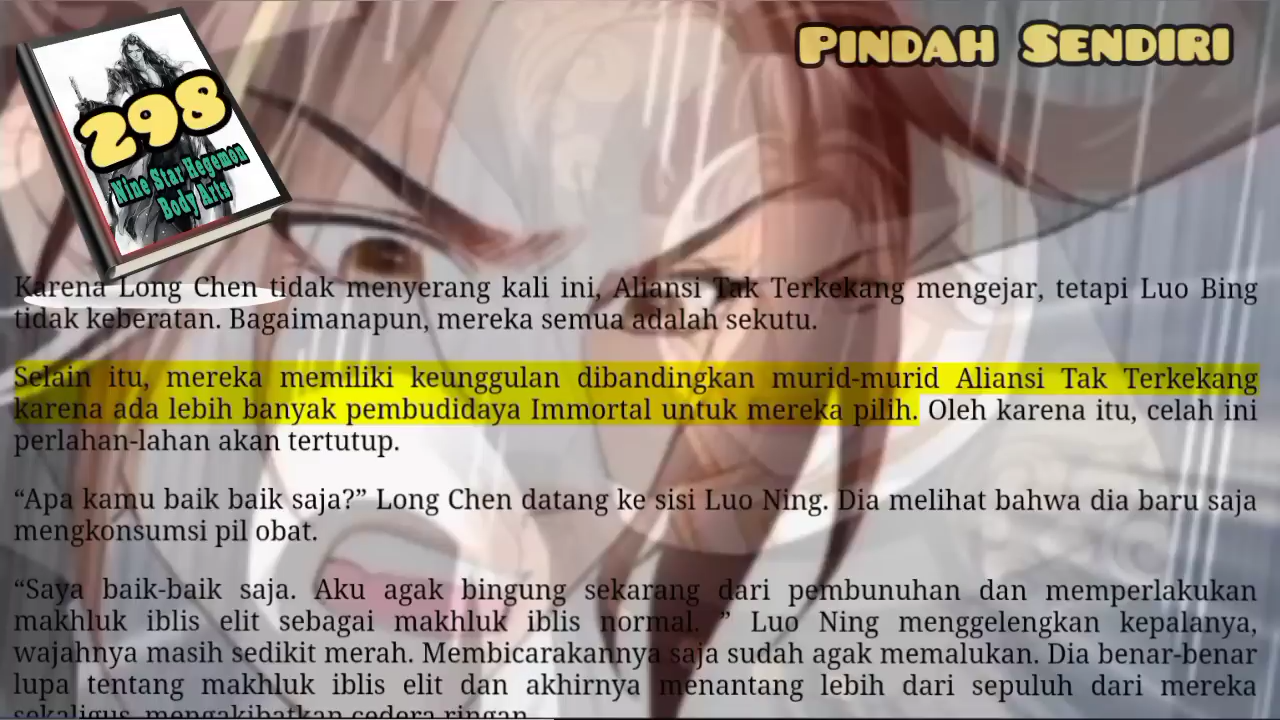 PINDAH SENDIRI
298
Nine Star Hegemon
Body Arts
Karena Long Chen tidak menyerang kali ini, Aliansi Tak Terkekang mengejar, tetapi Luo Bing
tidak keberatan. Bagaimanapun, mereka semua adalah sekutu.
Selain itu, mereka memiliki keunggulan dibandingkan murid-murid Aliansi Tak Terkekang
karena ada lebih banyak pembudidaya Immortal untuk mereka pilih. Oleh karena itu, celah ini
perlahan-lahan akan tertutup.
“Apa kamu baik baik saja?” Long Chen datang ke sisi Luo Ning. Dia melihat bahwa dia baru saja
mengkonsumsi pil obat.
“Saya baik-baik saja. Aku agak bingung sekarang dari pembunuhan dan memperlakukan
makhluk iblis elit sebagai makhluk iblis normal. ” Luo Ning menggelengkan kepalanya,
wajahnya masih sedikit merah. Membicarakannya saja sudah agak memalukan. Dia benar-benar
lupa tentang makhluk iblis elit dan akhirnya menantang lebih dari sepuluh dari mereka
sekaligus, mengakibatkan cedera ringan.